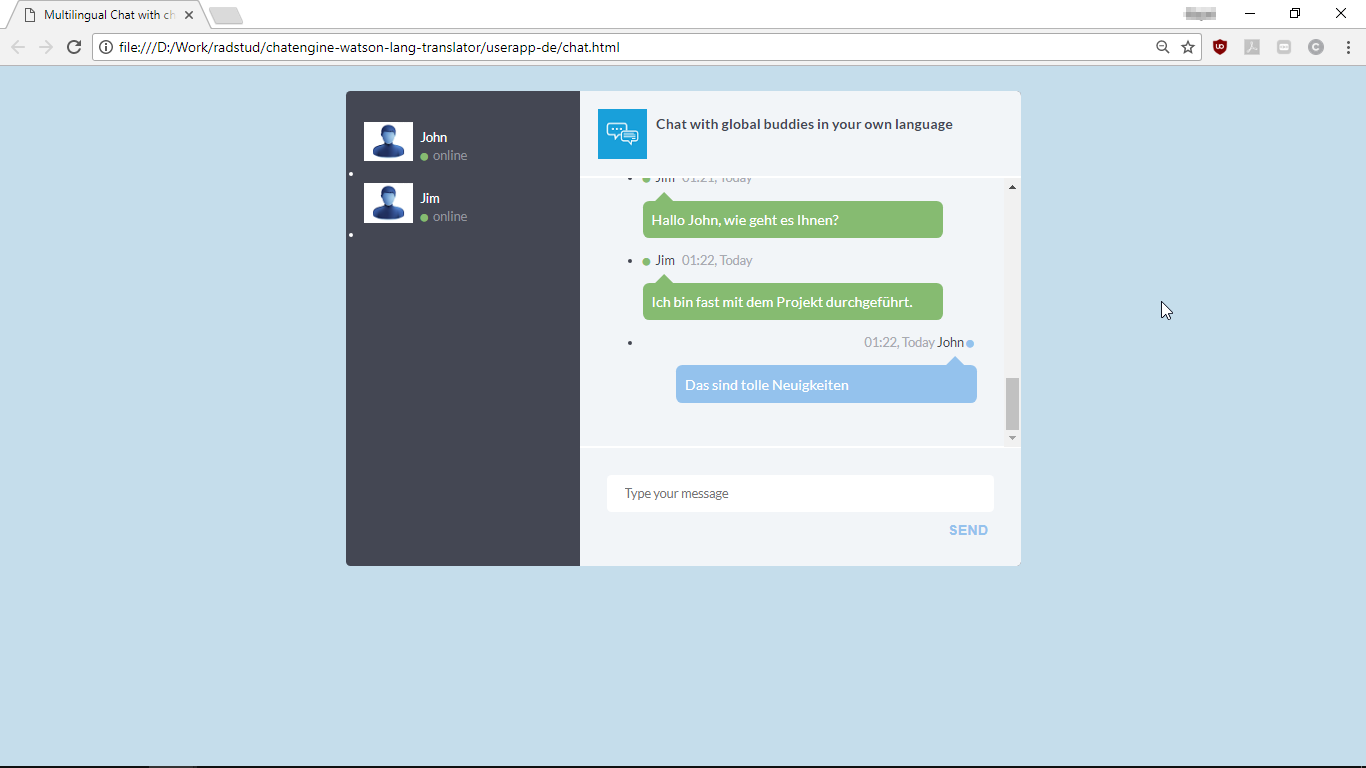 Multilingual Chat with ch
file:///D:/Work/radstud/chatengine-watson-lang-translator/userapp-de/chat.html
John
online
Jim
online
Chat with global buddies in your own language
Jim 01:21, Today
Hallo John, wie geht es Ihnen?
Jim 01:22, Today
Ich bin fast mit dem Projekt durchgeführt.
01:22, Today John
Das sind tolle Neuigkeiten
Type your message
SEND